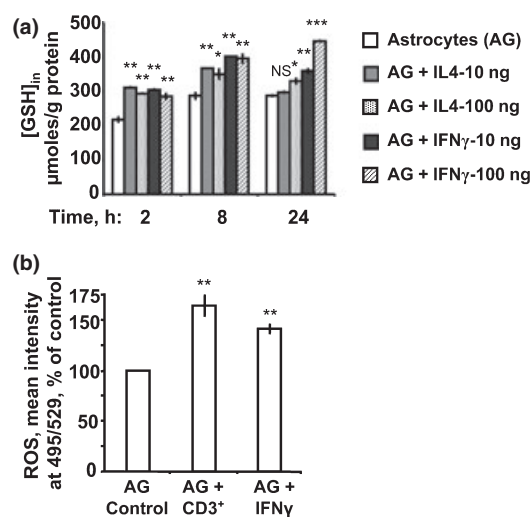 (a)
[GSH]in
μmoles/g protein
500
400
300
200
100
0
**
**
**
**
**
*
**
**
NS
*
**
***
Time, h: 2 8 24
Astrocytes (AG)
AG + IL4-10 ng
AG + IL4-100 ng
AG + IFNγ-10 ng
AG + IFNγ-100 ng
(b)
ROS, mean intensity
at 495/529, % of control
175
150
100
50
0
**
**
AG AG + AG +
Control CD3+ IFNγ